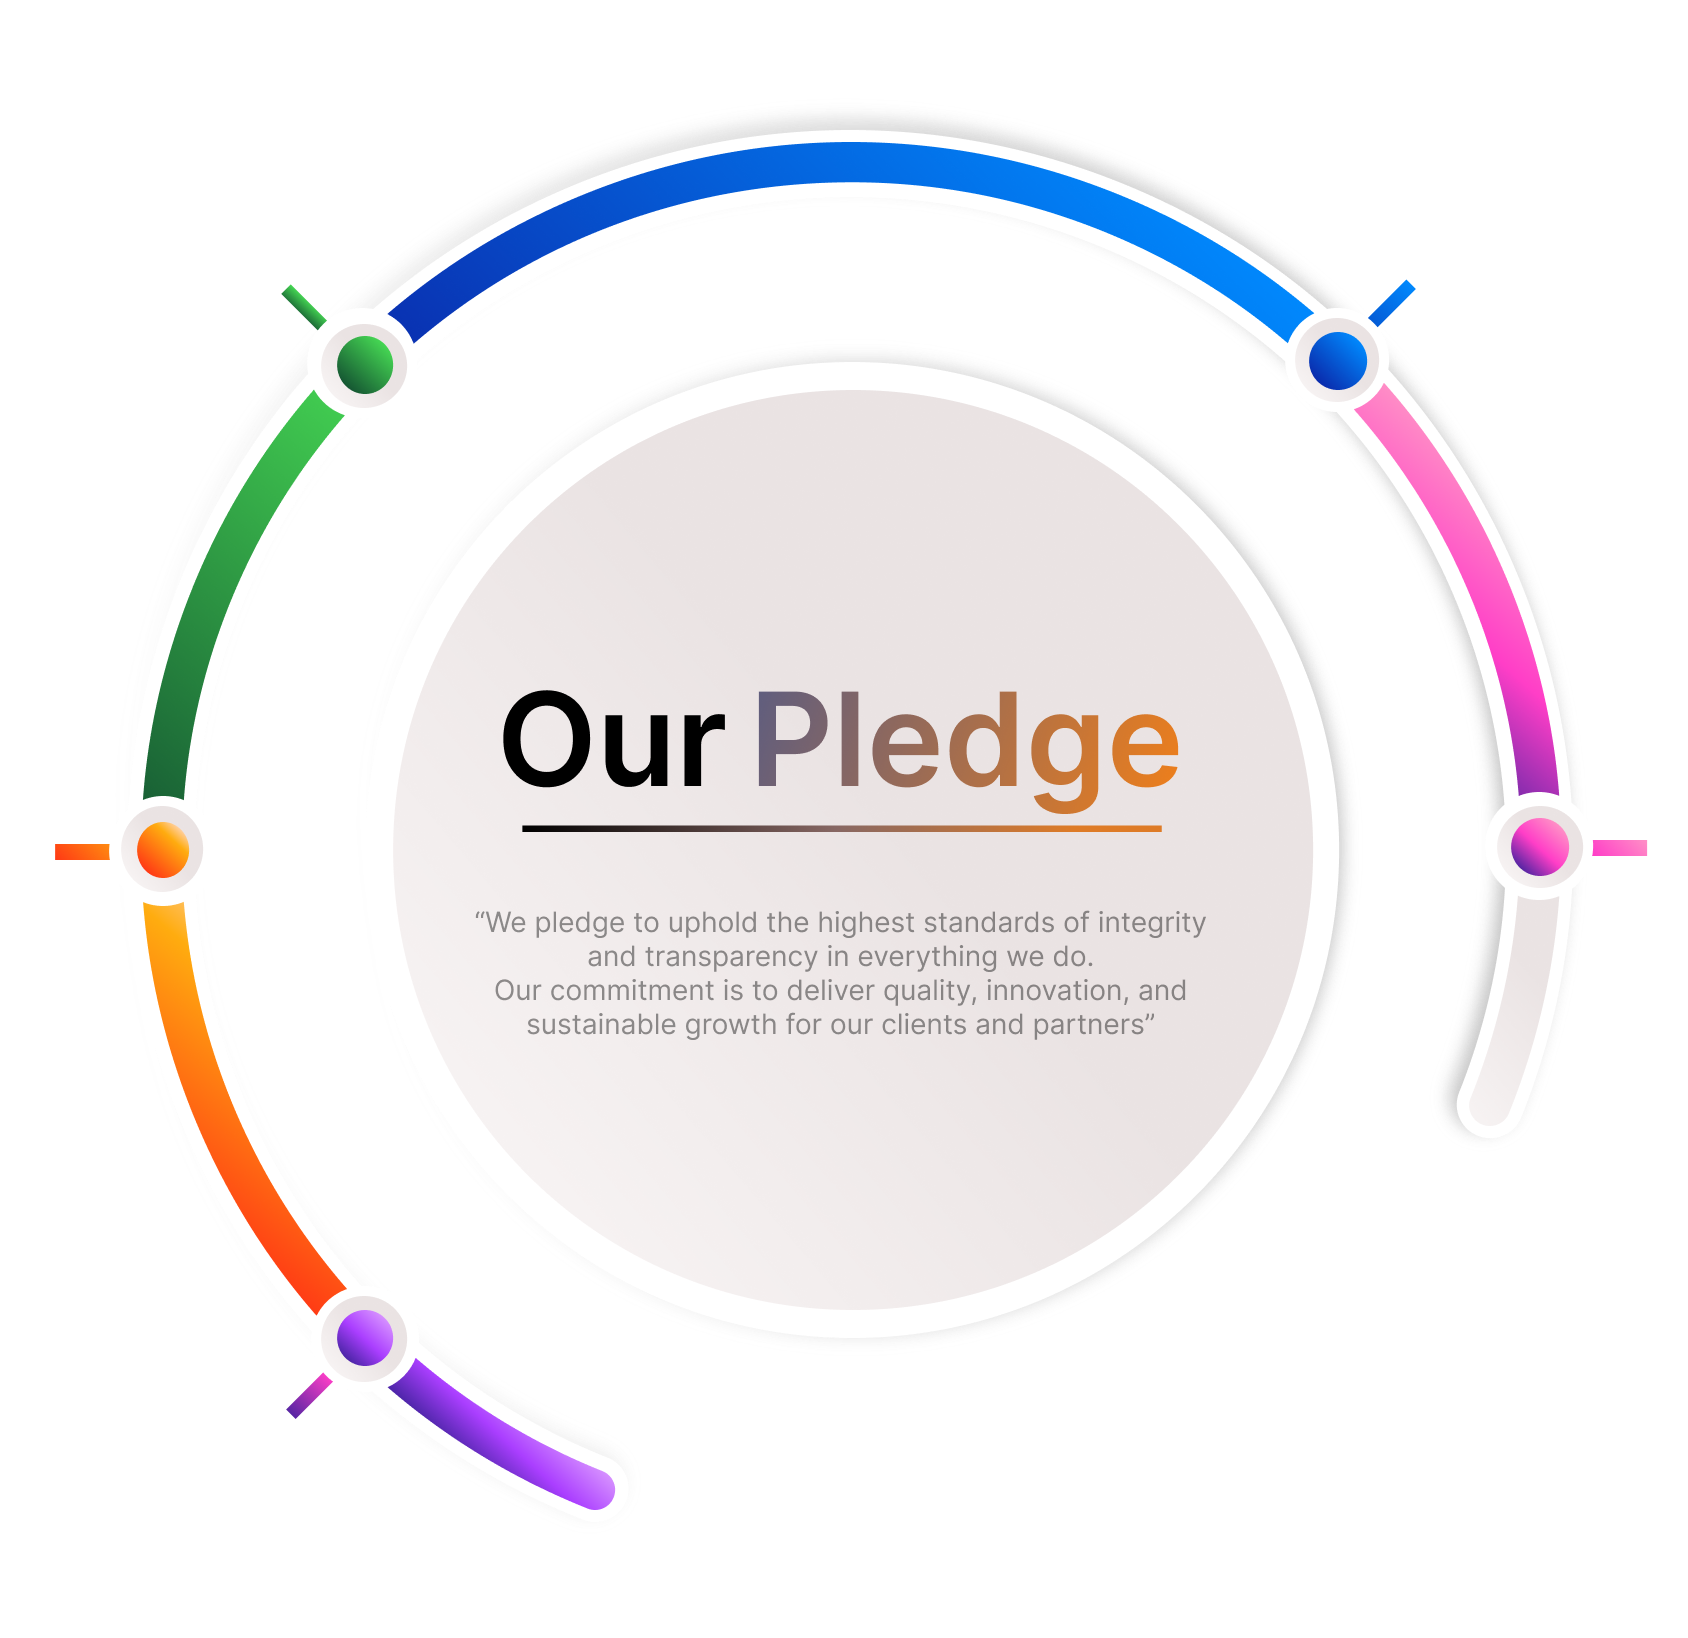 Our Pledge
“We pledge to uphold the highest standards of integrity
and transparency in everything we do.
Our commitment is to deliver quality, innovation, and
sustainable growth for our clients and partners”